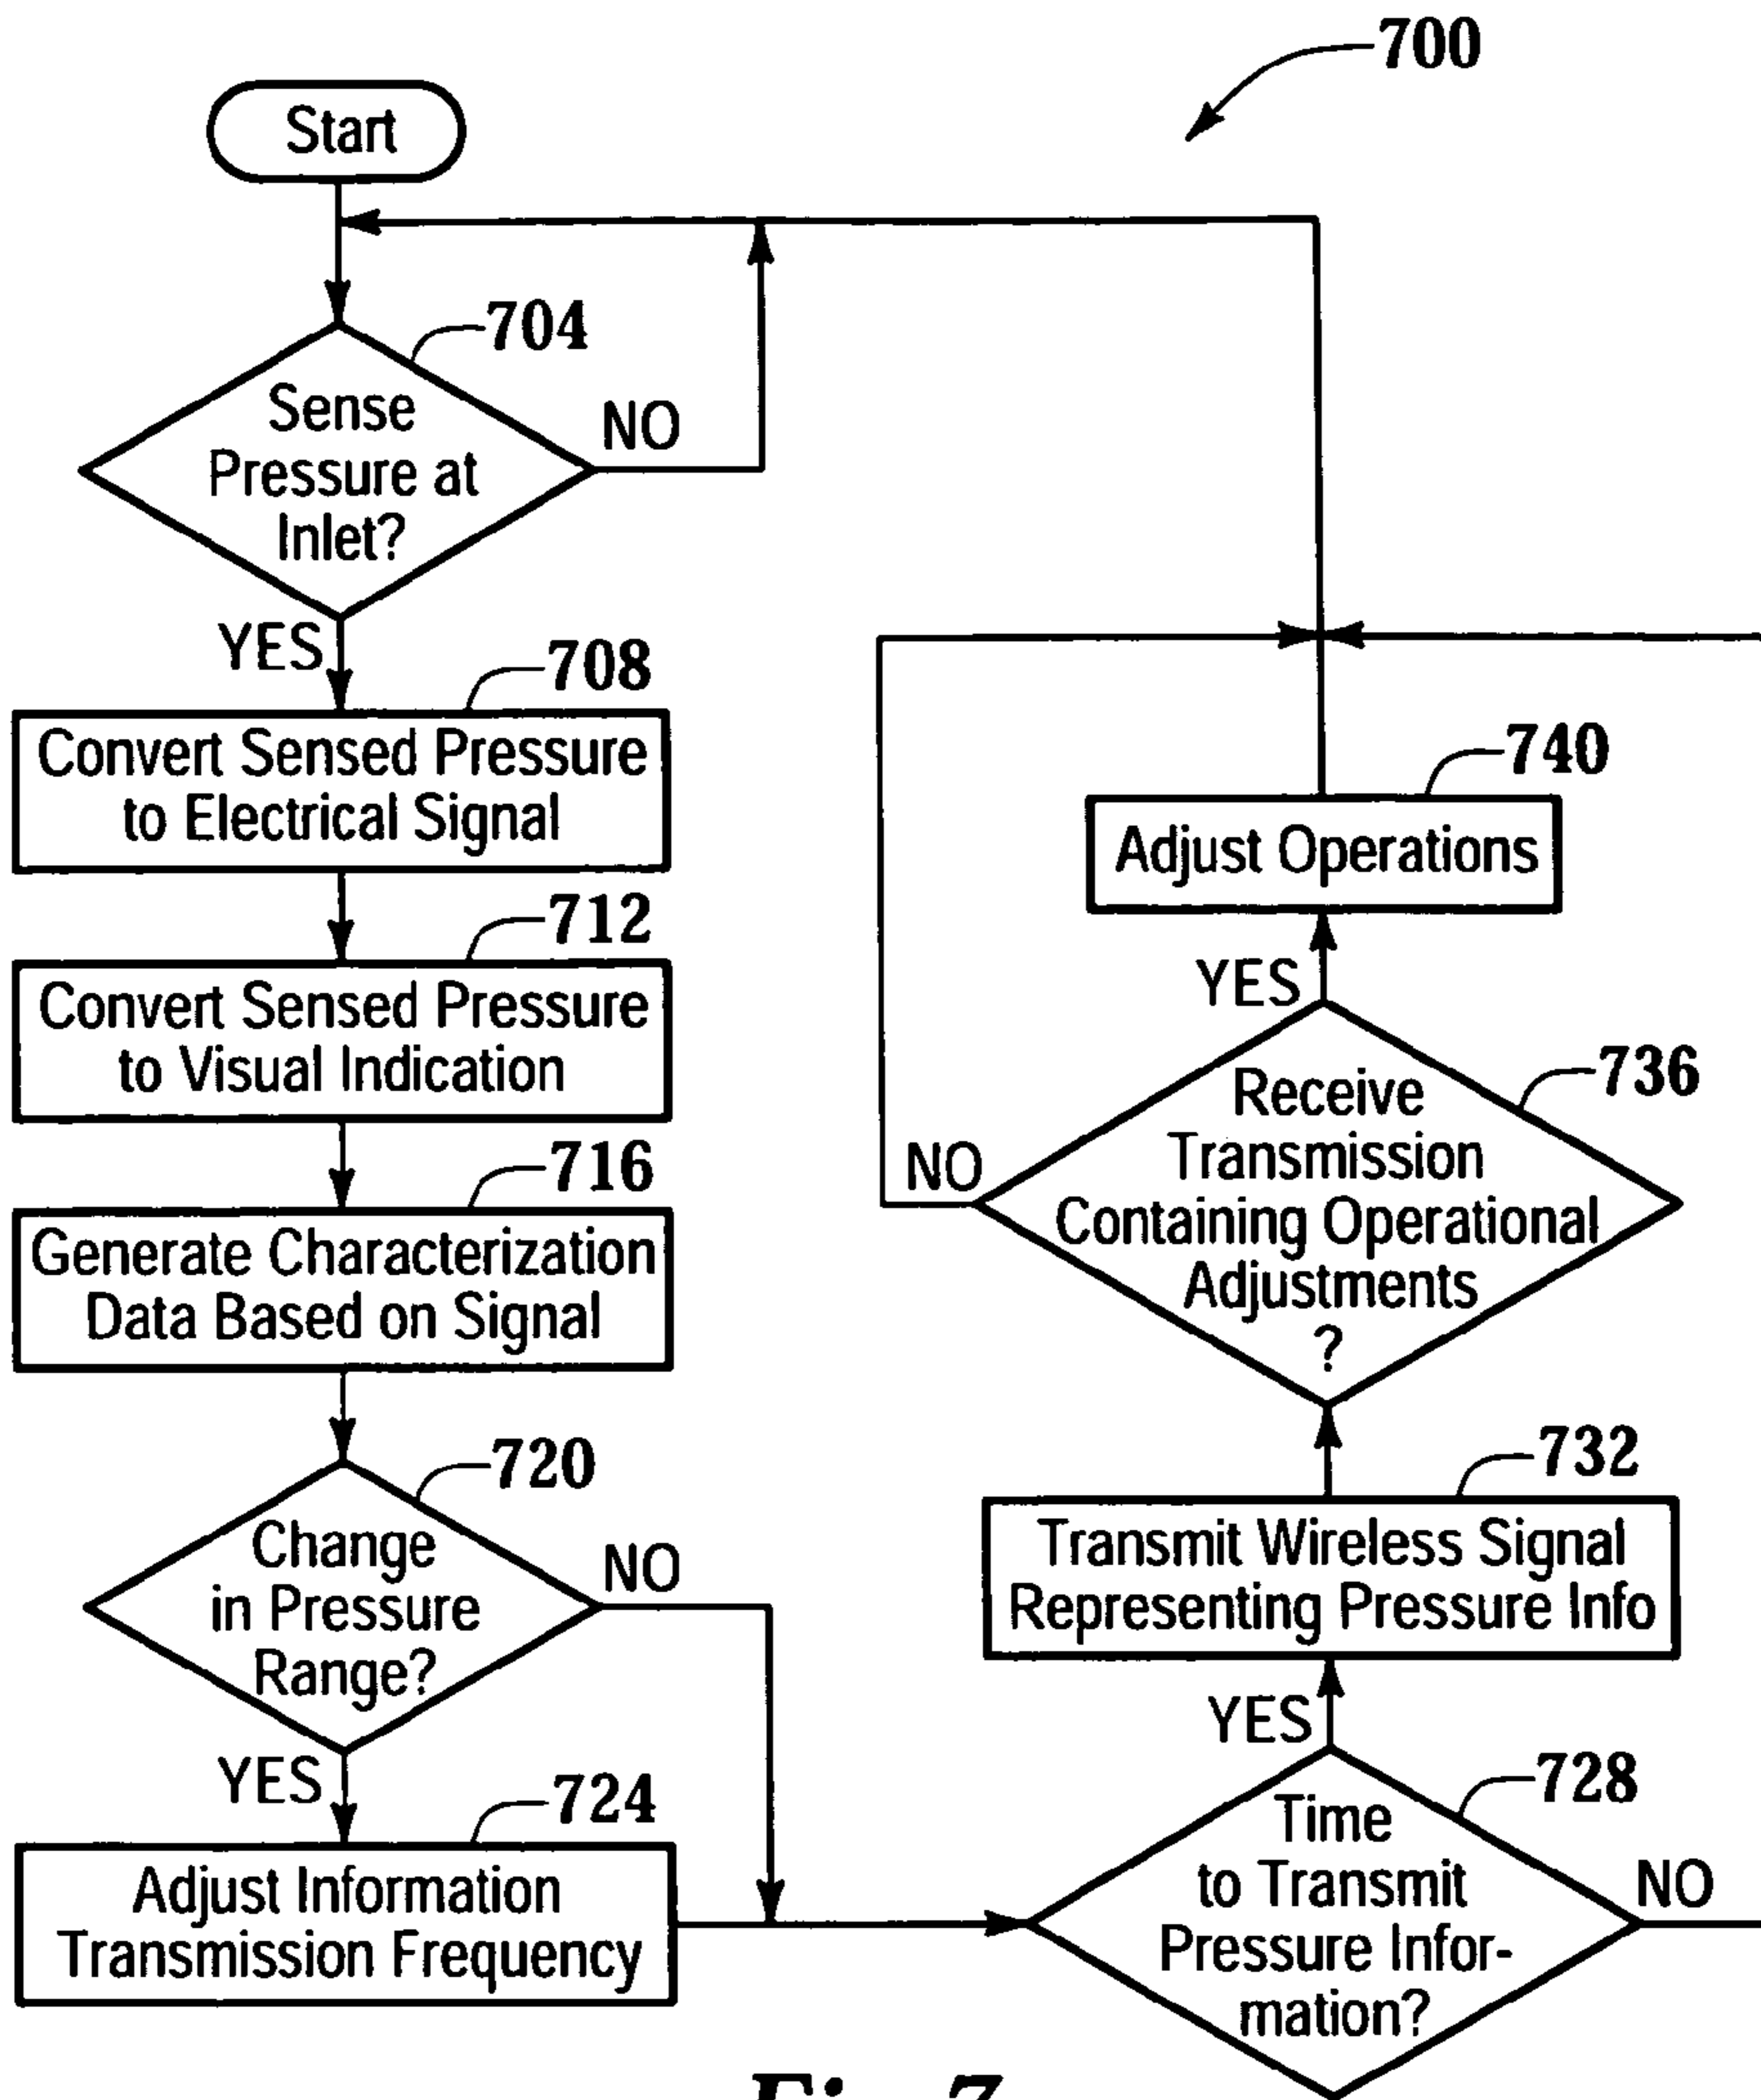 700
Start
704
Sense
Pressure at
Inlet?
NO
YES
708
Convert Sensed Pressure
to Electrical Signal
712
Convert Sensed Pressure
to Visual Indication
716
Generate Characterization
Data Based on Signal
720
Change
in Pressure
Range?
NO
YES
724
Adjust Information
Transmission Frequency
728
Time
to Transmit
Pressure Infor-
mation?
NO
YES
732
Transmit Wireless Signal
Representing Pressure Info
736
Receive
Transmission
Containing Operational
Adjustments
?
NO
YES
740
Adjust Operations